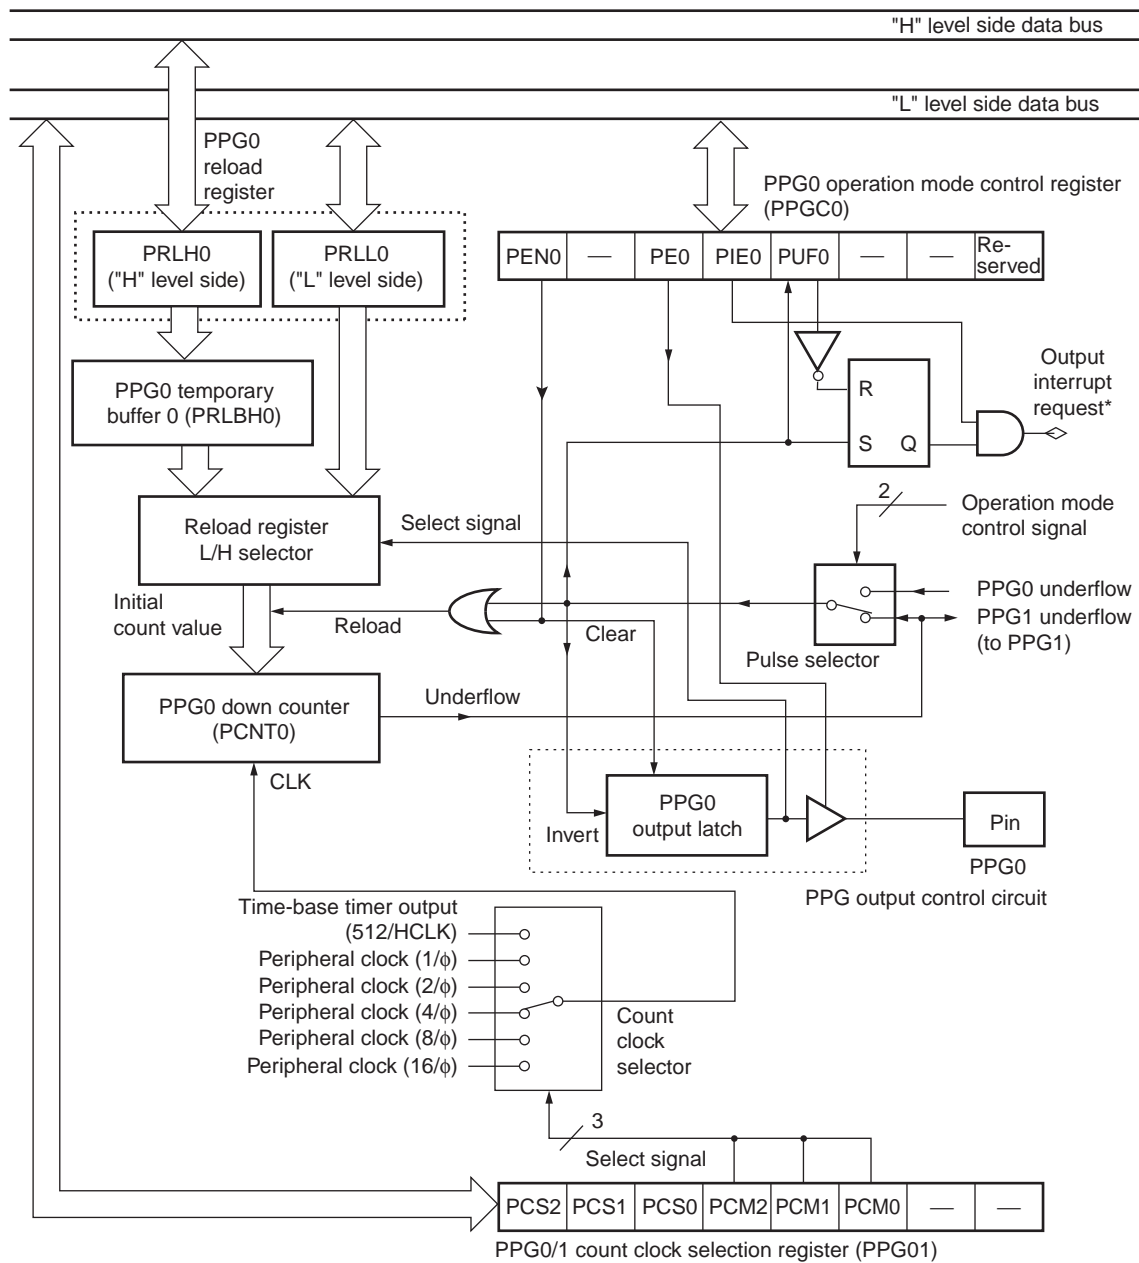 "H" level side data bus
"L" level side data bus
PPG0
reload
register
PPG0 operation mode control register
(PPGC0)
PRLH0
("H" level side)
PRLL0
("L" level side)
PEN0
—
PE0
PIE0
PUF0
—
—
Re-
served
PPG0 temporary
buffer 0 (PRLBH0)
R
S
Q
Output
interrupt
request*
Reload register
L/H selector
Select signal
2
Operation mode
control signal
Initial
count value
Reload
Clear
PPG0 underflow
PPG1 underflow
(to PPG1)
Pulse selector
PPG0 down counter
(PCNT0)
Underflow
CLK
PPG0
output latch
Invert
Pin
PPG0
PPG output control circuit
Time-base timer output
(512/HCLK)
Peripheral clock (1/ϕ)
Peripheral clock (2/ϕ)
Peripheral clock (4/ϕ)
Peripheral clock (8/ϕ)
Peripheral clock (16/ϕ)
Count
clock
selector
3
Select signal
PCS2
PCS1
PCS0
PCM2
PCM1
PCM0
—
—
PPG0/1 count clock selection register (PPG01)